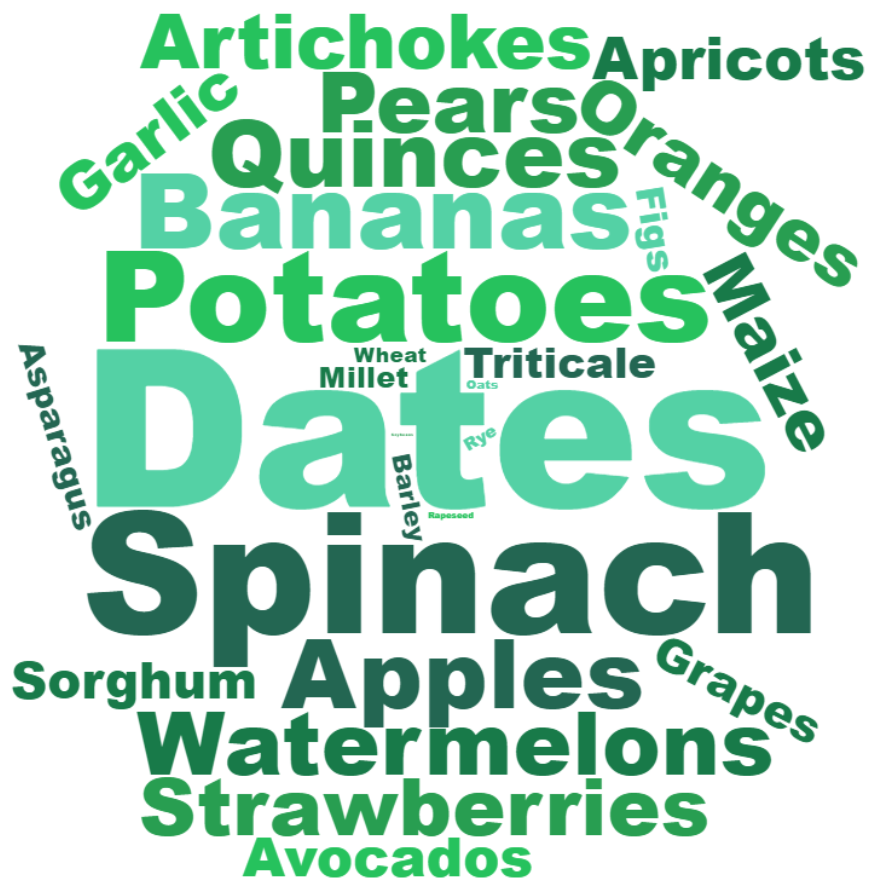 Artichokes
Apricots
Pears
Garlic
Oranges
Quinces
Bananas
Figs
Potatoes
Maize
Asparagus
Wheat
Triticale
Millet
Oats
Dates
Rye
Barley
Rapeseed
Spinach
Apples
Grapes
Sorghum
Watermelons
Strawberries
Avocados